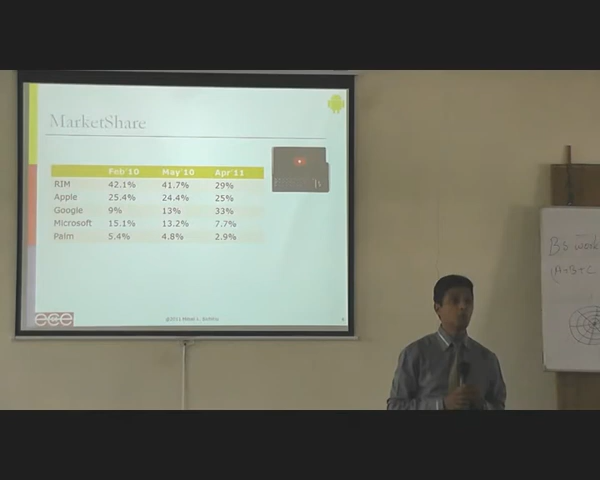 MarketShare
Feb'10 May'10 Apr'11
RIM 42.1% 41.7% 29%
Apple 25.4% 24.4% 25%
Google 9% 13% 33%
Microsoft 15.1% 13.2% 7.7%
Palm 5.4% 4.8% 2.9%
ece
B's work
(A-B+C